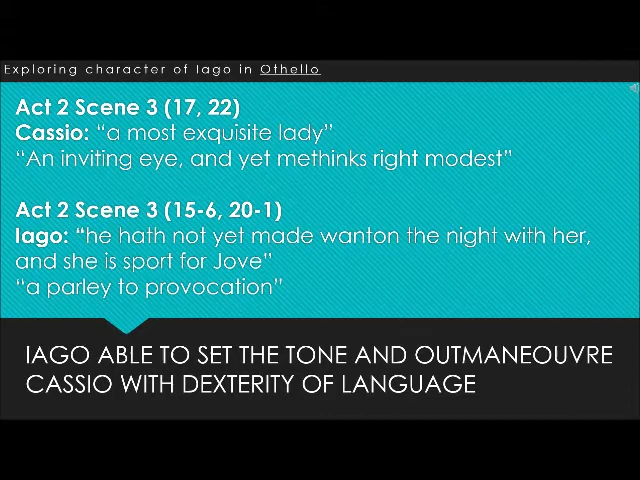 Exploring character of Iago in Othello
Act 2 Scene 3 (17, 22)
Cassio: “a most exquisite lady”
“An inviting eye, and yet methinks right modest”
Act 2 Scene 3 (15-6, 20-1)
Iago: “he hath not yet made wanton the night with her,
and she is sport for Jove”
“a parley to provocation”
IAGO ABLE TO SET THE TONE AND OUTMANEOUVRE
CASSIO WITH DEXTERITY OF LANGUAGE